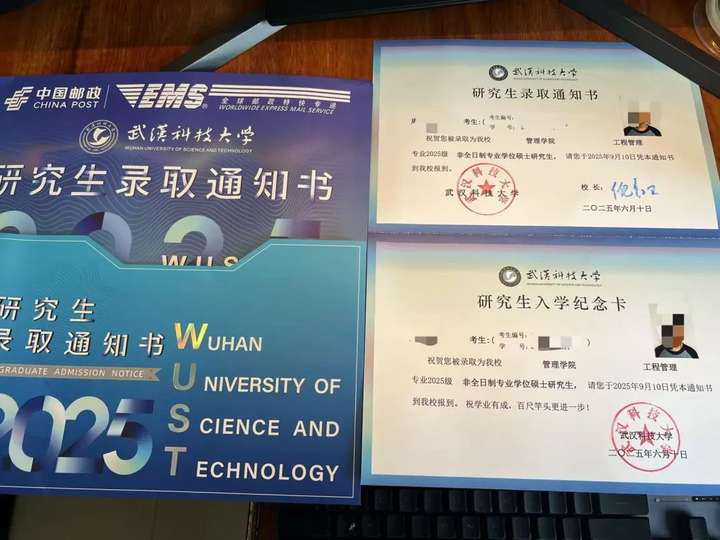 中国邮政
CHINA POST
EMS
全球邮政特快专递
WORLDWIDE EXPRESS MAIL SERVICE
武汉科技大学
WUHAN UNIVERSITY OF SCIENCE AND TECHNOLOGY
研究生录取通知书
W U S
研究生
录取通知书
GRADUATE ADMISSION NOTICE
2025
WUHAN
UNIVERSITY OF
SCIENCE AND
TECHNOLOGY
武汉科技大学
研究生录取通知书
考生:(
考生编号:
学 号:
祝贺您被录取为我校
管理学院
工程管理
专业2025级 非全日制专业学位硕士研究生, 请您于2025年9月10日凭本通知书
到我校报到。
武汉科技大学
校 长:
二〇二五年六月十日
武汉科技大学
研究生入学纪念卡
考生:(
考生编号:
学 号:
)
祝贺您被录取为我校
管理学院
工程管理
专业2025级 非全日制专业学位硕士研究生, 请您于2025年9月10日凭本通知书
到我校报到。 祝学业有成,百尺竿头更进一步!
武汉科技大学
二〇二五年六月十日